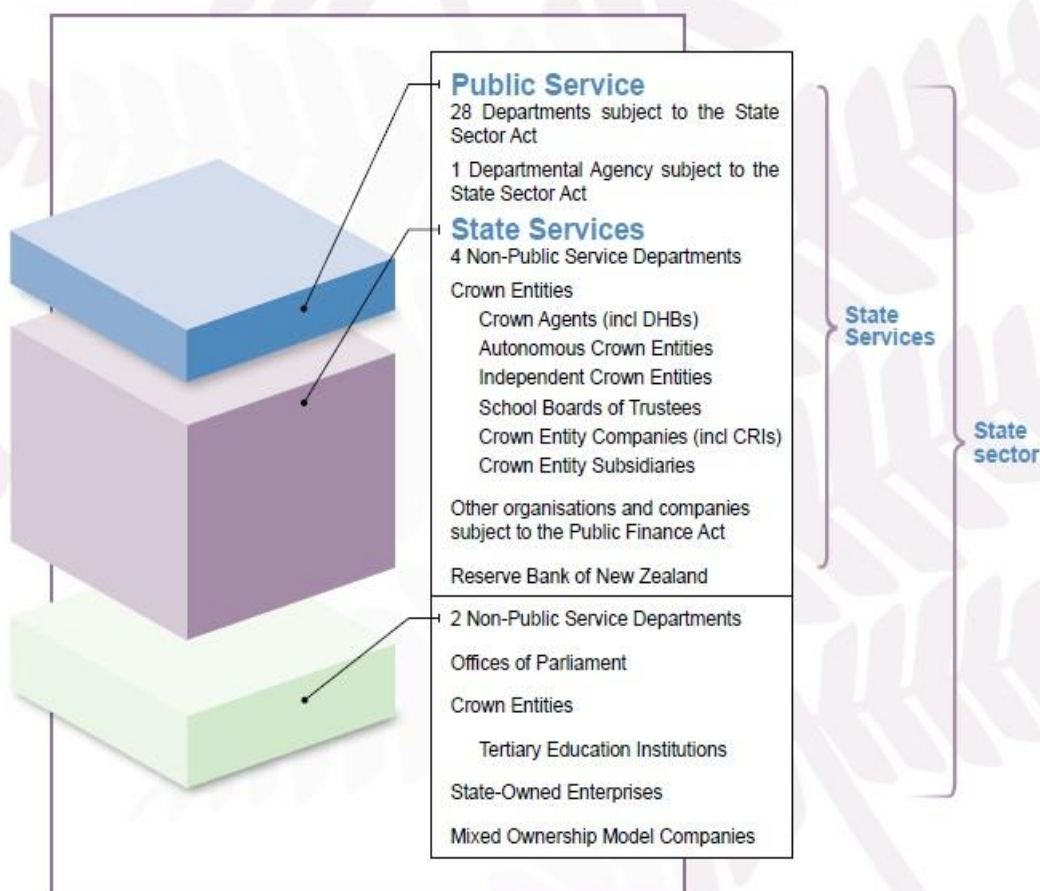 Public Service
28 Departments subject to the State
Sector Act
1 Departmental Agency subject to the
State Sector Act
State Services
4 Non-Public Service Departments
Crown Entities
Crown Agents (incl DHBs)
Autonomous Crown Entities
Independent Crown Entities
School Boards of Trustees
Crown Entity Companies (incl CRIs)
Crown Entity Subsidiaries
Other organisations and companies
subject to the Public Finance Act
Reserve Bank of New Zealand
2 Non-Public Service Departments
Offices of Parliament
Crown Entities
Tertiary Education Institutions
State-Owned Enterprises
Mixed Ownership Model Companies
State
Services
State
sector